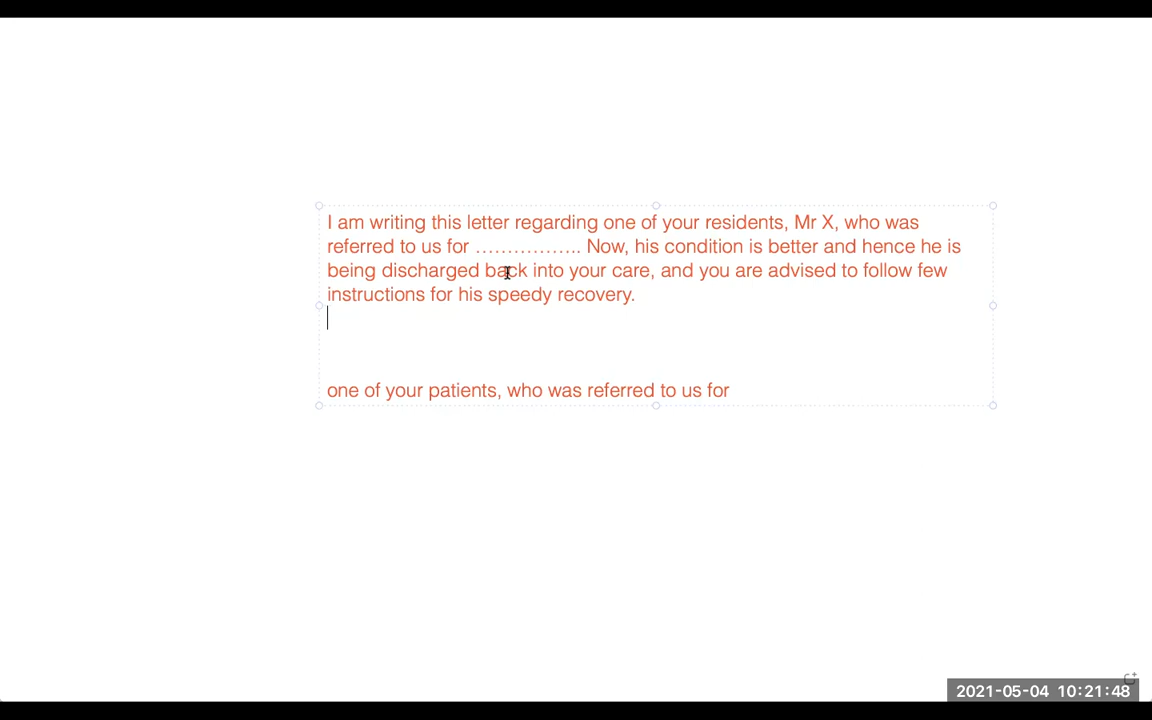 I am writing this letter regarding one of your residents, Mr X, who was
referred to us for …………….. Now, his condition is better and hence he is
being discharged back into your care, and you are advised to follow few
instructions for his speedy recovery.
one of your patients, who was referred to us for
2021-05-04 10:21:48